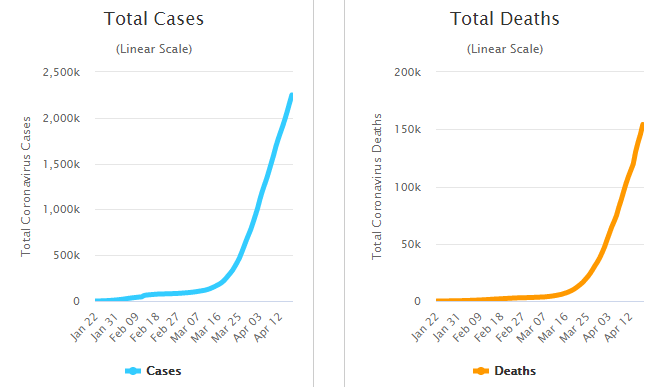 Total Cases
(Linear Scale)
Total Coronavirus Cases
2,500k
2,000k
1,500k
1,000k
500k
0
Jan 22
Jan 31
Feb 09
Feb 18
Feb 27
Mar 07
Mar 16
Mar 25
Apr 03
Apr 12
Cases
Total Deaths
(Linear Scale)
Total Coronavirus Deaths
200k
150k
100k
50k
0
Jan 22
Jan 31
Feb 09
Feb 18
Feb 27
Mar 07
Mar 16
Mar 25
Apr 03
Apr 12
Deaths